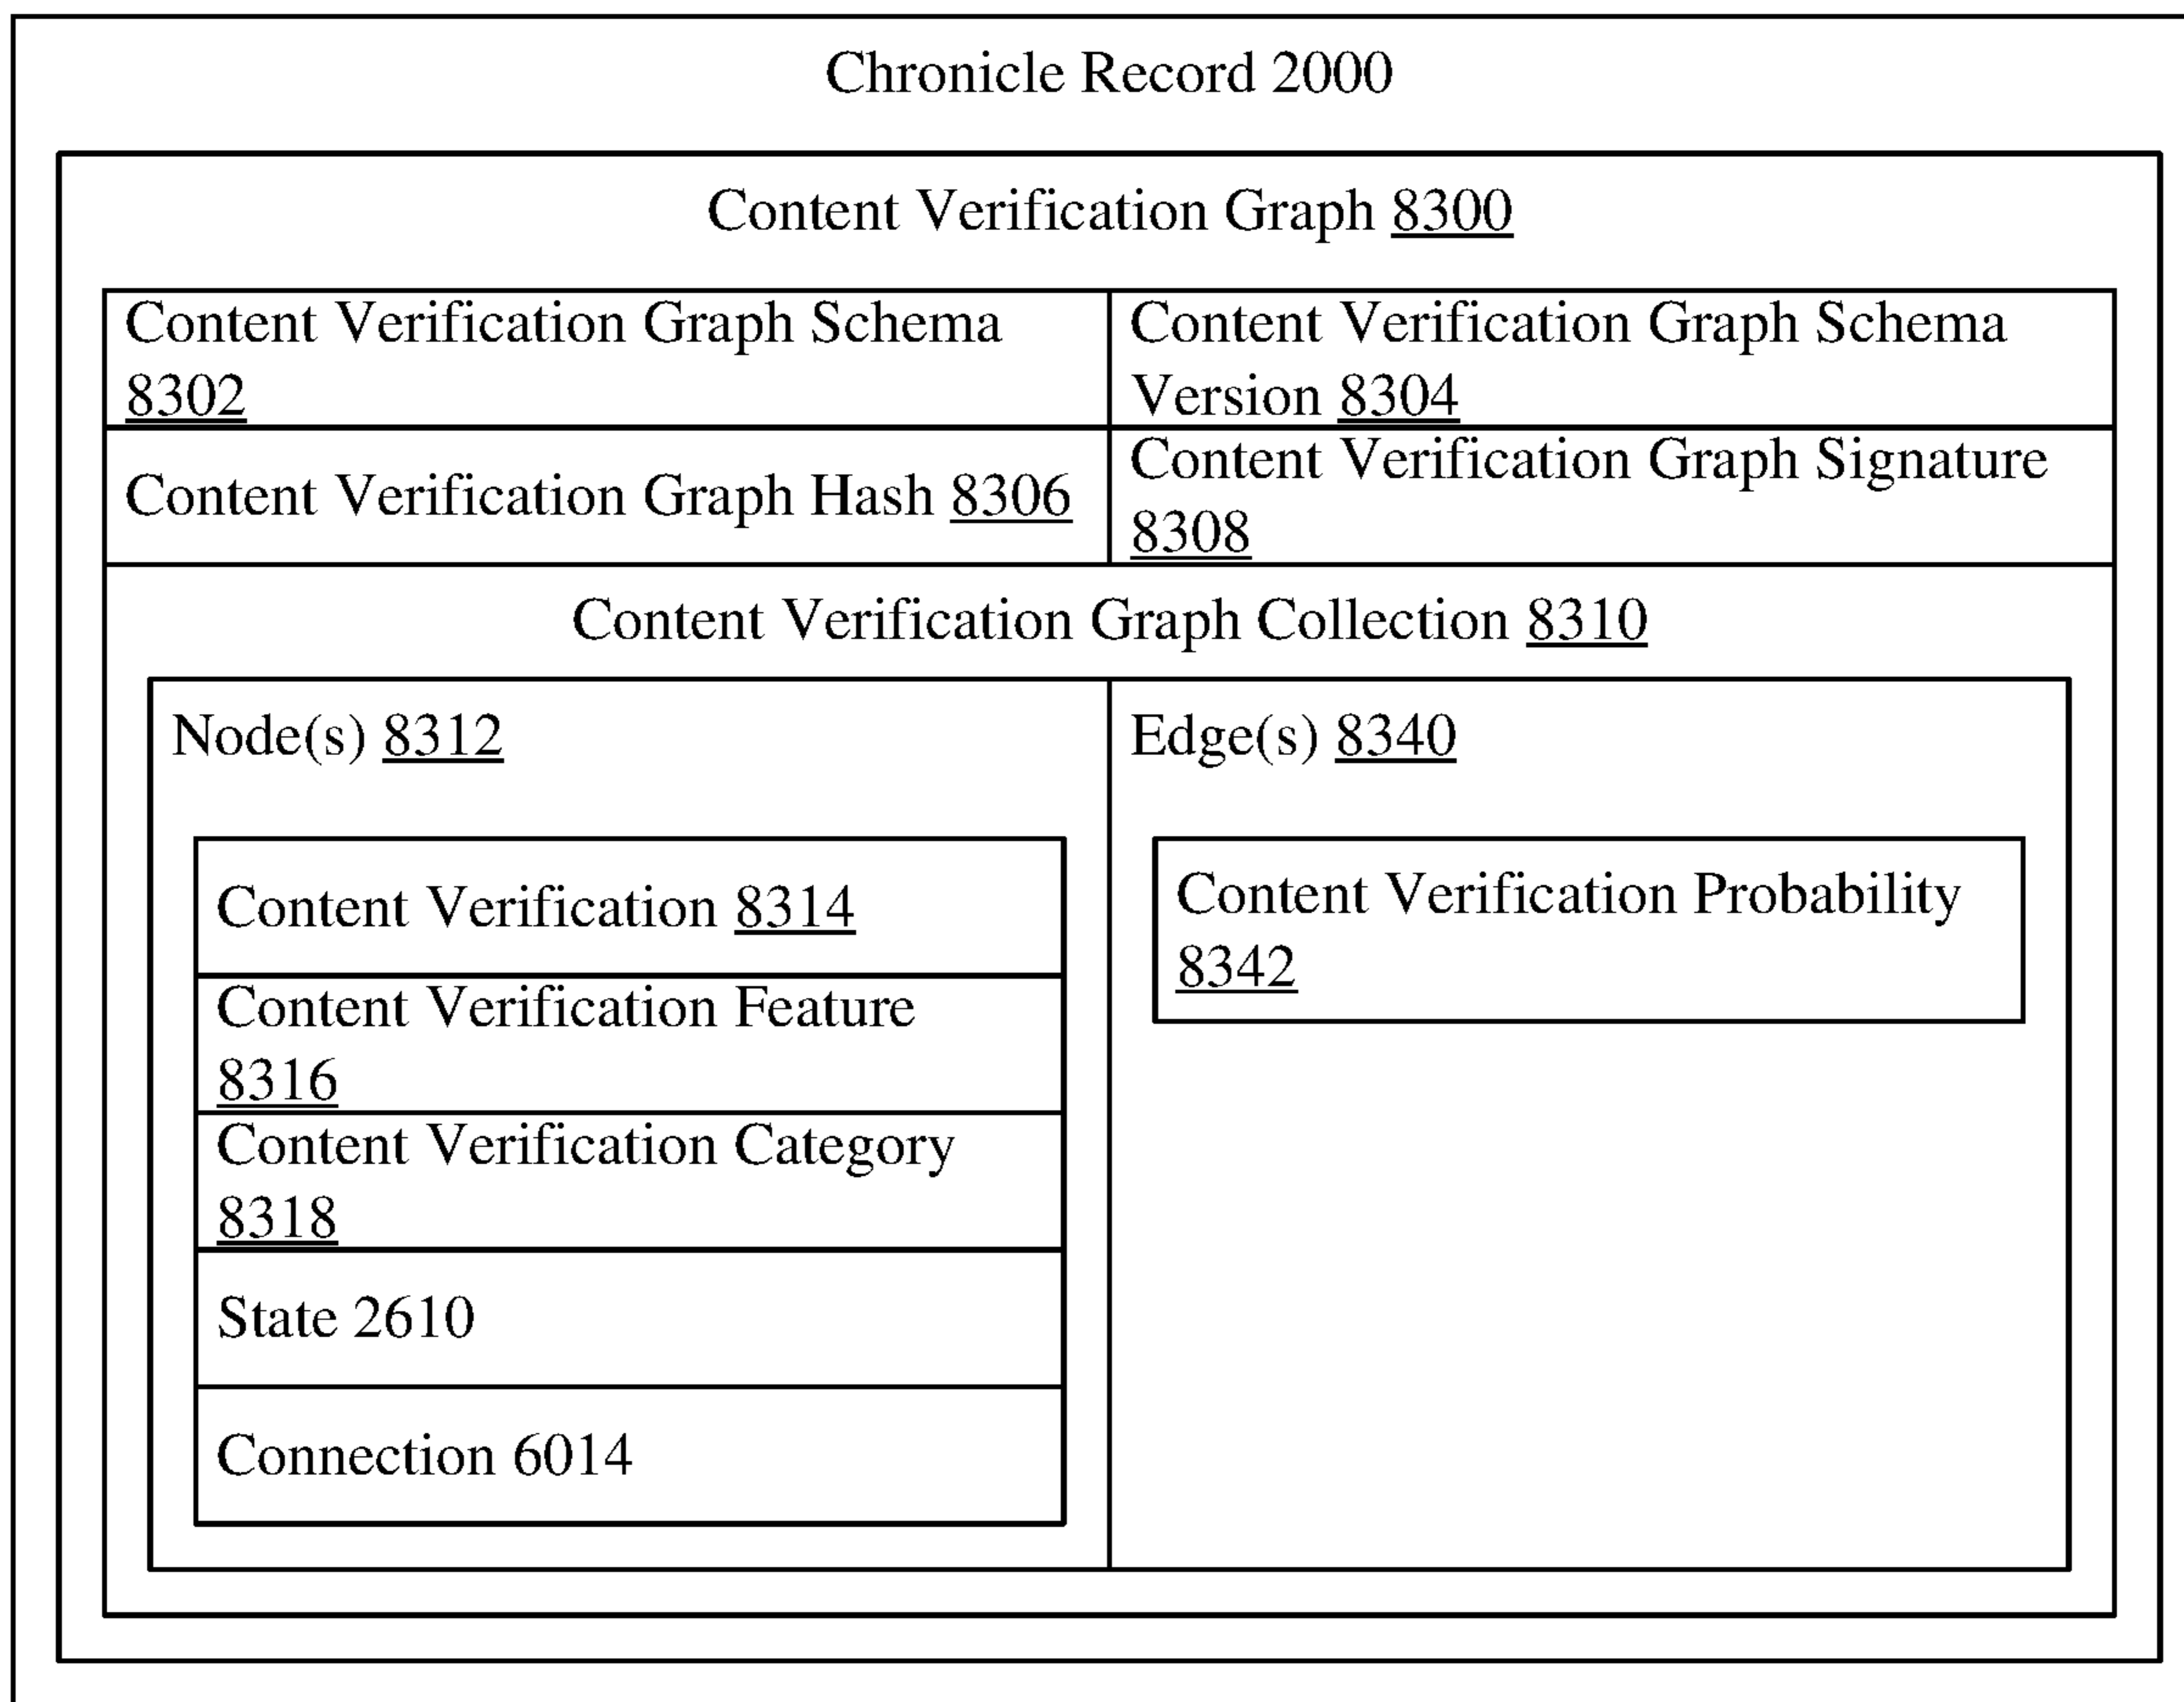 Chronicle Record 2000
Content Verification Graph 8300
Content Verification Graph Schema
8302
Content Verification Graph Schema
Version 8304
Content Verification Graph Hash 8306
Content Verification Graph Signature
8308
Content Verification Graph Collection 8310
Node(s) 8312
Content Verification 8314
Content Verification Feature
8316
Content Verification Category
8318
State 2610
Connection 6014
Edge(s) 8340
Content Verification Probability
8342